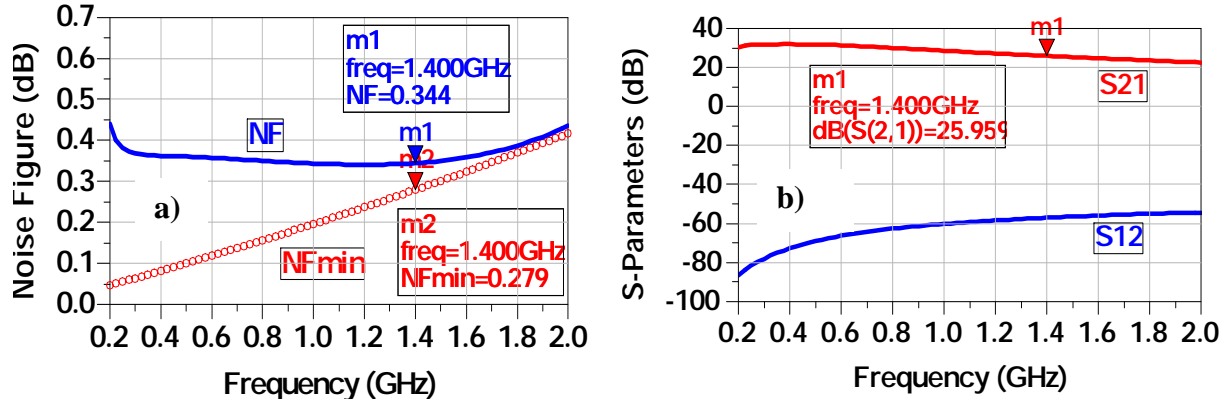 Noise Figure (dB)
0.7
0.6
0.5
0.4
0.3
0.2
0.1
0.0
m1
freq=1.400GHz
NF=0.344
NF
m1
m2
a)
NFmin
m2
freq=1.400GHz
NFmin=0.279
0.2 0.4 0.6 0.8 1.0 1.2 1.4 1.6 1.8 2.0
Frequency (GHz)
S-Parameters (dB)
40
20
0
-20
-40
-60
-80
-100
m1
S21
m1
freq=1.400GHz
dB(S(2,1))=25.959
b)
S12
0.2 0.4 0.6 0.8 1.0 1.2 1.4 1.6 1.8 2.0
Frequency (GHz)